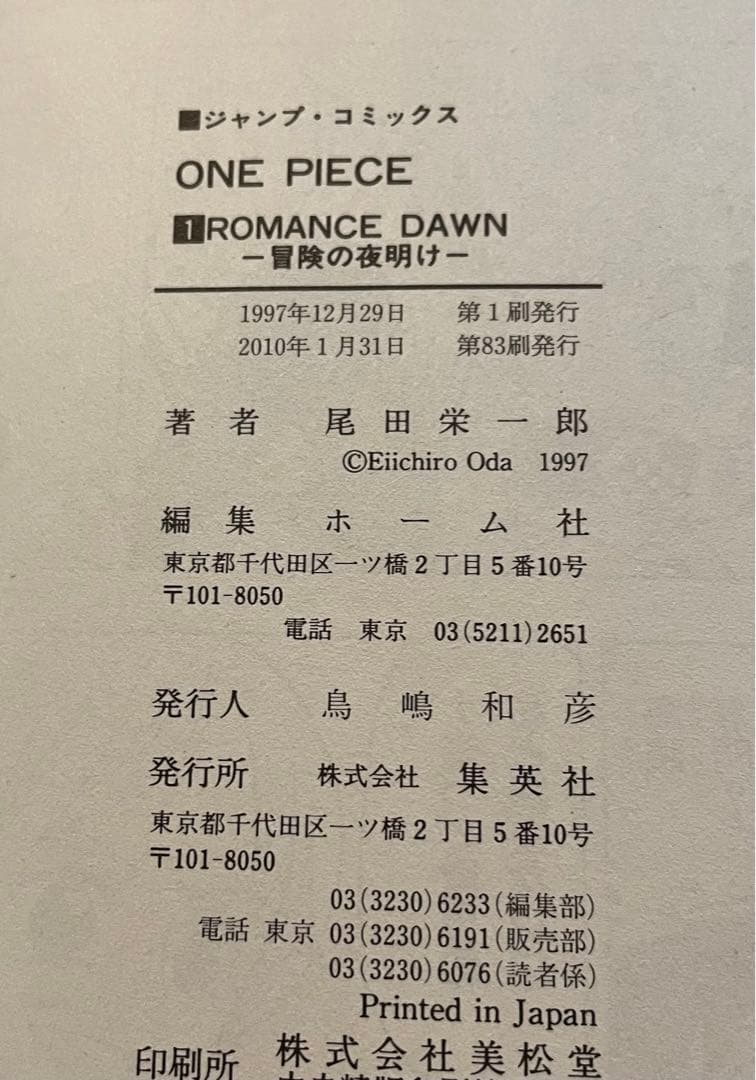 ■ジャンプ・コミックス
ONE PIECE
1 ROMANCE DAWN
―冒険の夜明け―
1997年12月29日 第1刷発行
2010年1月31日 第83刷発行
著者 尾田栄一郎
©Eiichiro Oda 1997
編集 ホーム社
東京都千代田区一ツ橋2丁目5番10号
〒101-8050
電話 東京 03(5211)2651
発行人 鳥嶋和彦
発行所 株式会社 集英社
東京都千代田区一ツ橋2丁目5番10号
〒101-8050
03(3230)6233(編集部)
電話 東京 03(3230)6191(販売部)
03(3230)6076(読者係)
Printed in Japan
印刷所 株式会社美松堂